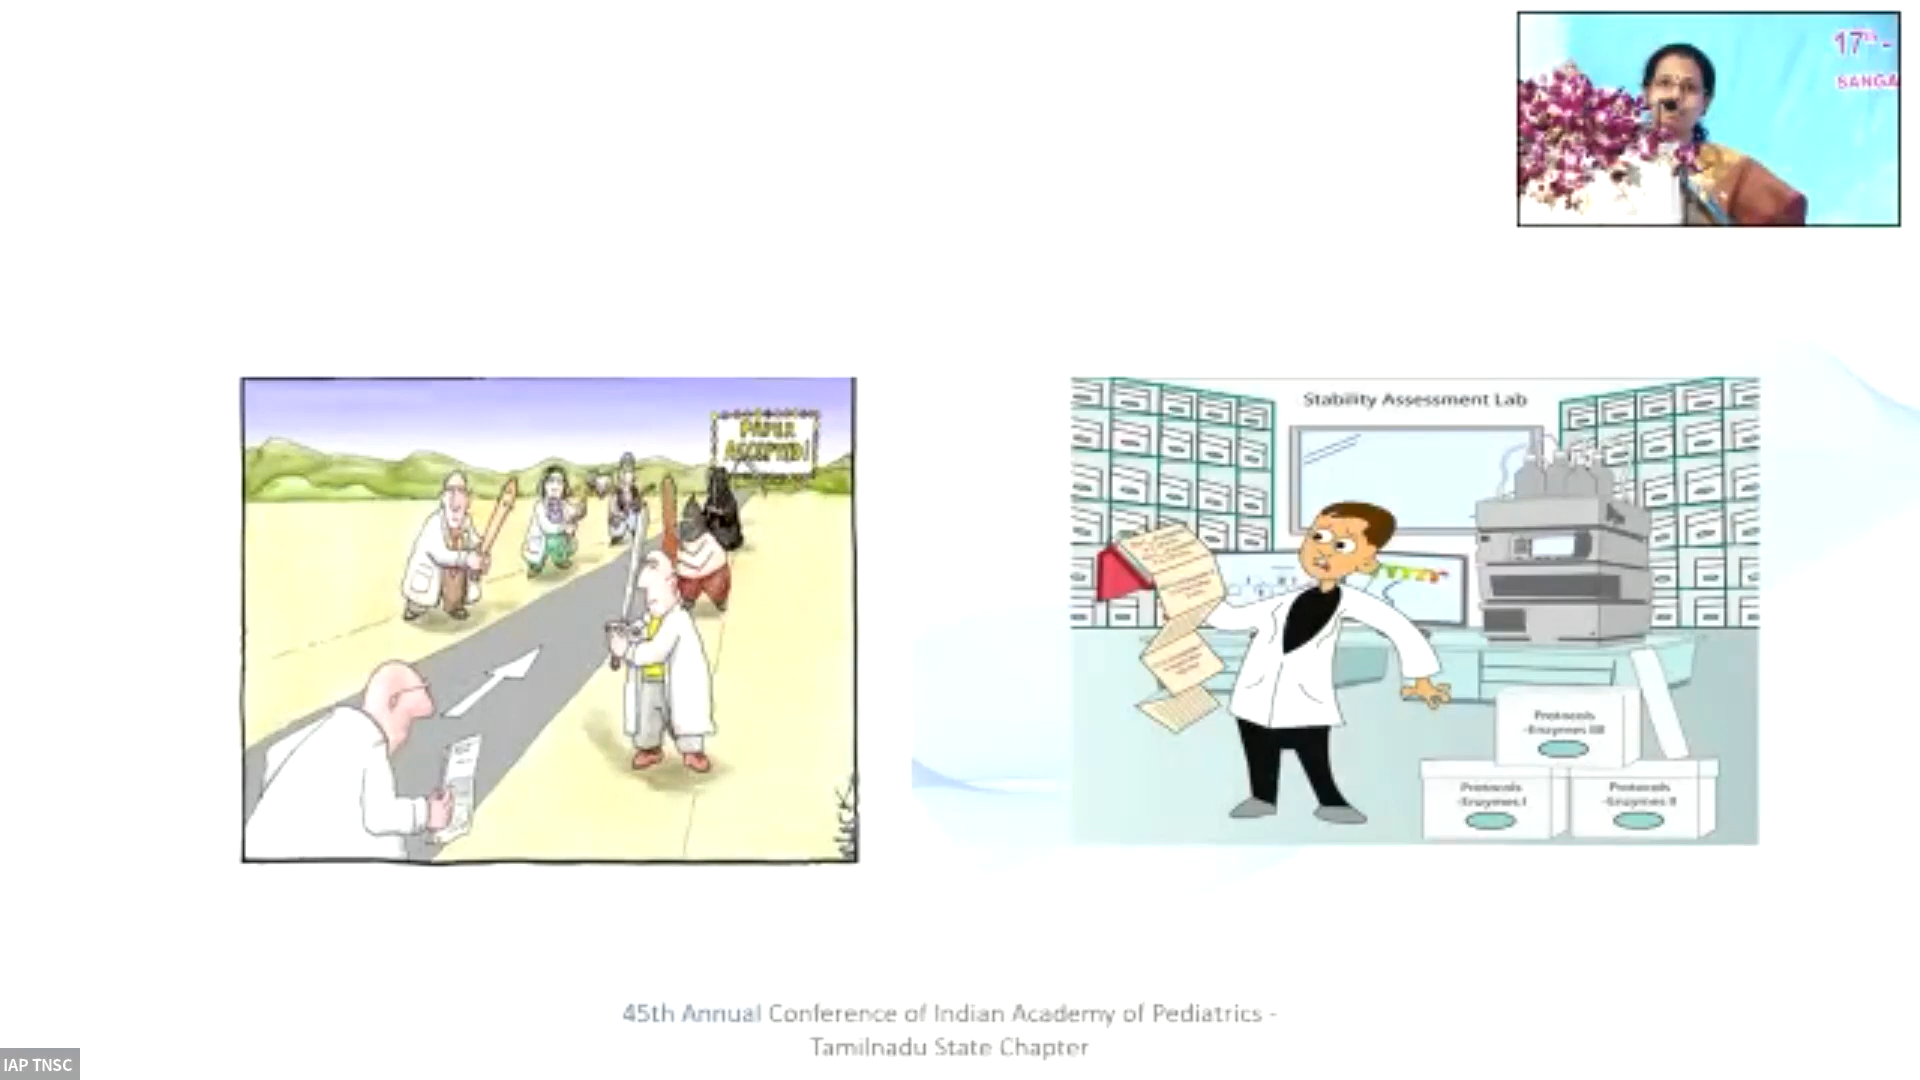 17th -
SANGA
PAPER
ACCEPTED!
Stability Assessment Lab
Protocols
-Enzymes III
Protocols
-Enzymes I
Protocols
-Enzymes II
45th Annual Conference of Indian Academy of Pediatrics -
Tamilnadu State Chapter
IAP TNSC